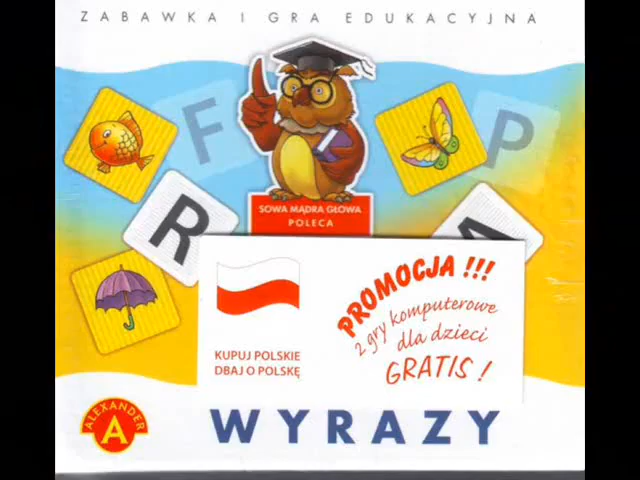 ZABAWKA I GRA EDUKACYJNA
F
P
R
A
SOWA MĄDRA GŁOWA
POLECA
PROMOCJA !!!
2 gry komputerowe
dla dzieci
GRATIS !
KUPUJ POLSKIE
DBAJ O POLSKĘ
ALEXANDER
A
WYRAZY